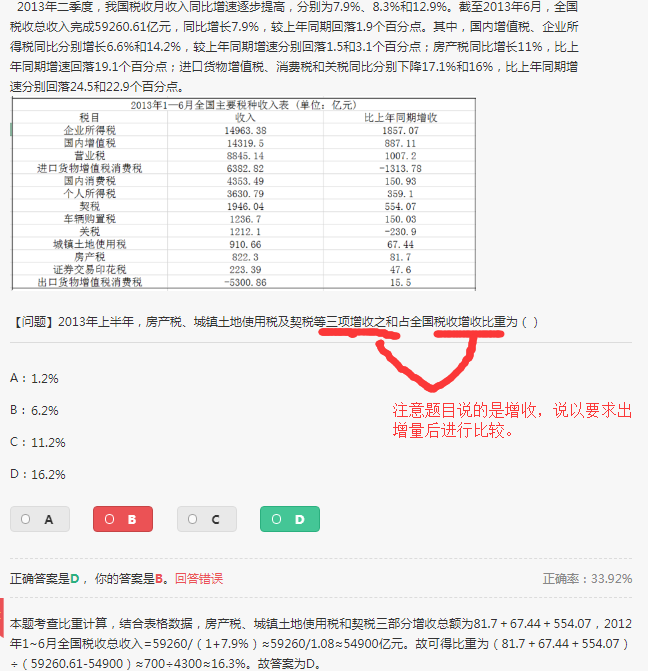 2013年二季度，我国税收月收入同比增速逐步提高，分别为7.9%、8.3%和12.9%。截至2013年6月，全国
税收总收入完成59260.61亿元，同比增长7.9%，较上年同期回落1.9个百分点。其中，国内增值税、企业所
得税同比分别增长6.6%和14.2%，较上年同期增速分别回落1.5和3.1个百分点；房产税同比增长11%，比上
年同期增速回落19.1个百分点；进口货物增值税、消费税和关税同比分别下降17.1%和16%，比上年同期增
速分别回落24.5和22.9个百分点。
2013年1—6月全国主要税种收入表（单位：亿元）
税目 收入 比上年同期增收
企业所得税 14963.38 1857.07
国内增值税 14319.5 887.11
营业税 8845.14 1007.2
进口货物增值税消费税 6382.82 -1313.78
国内消费税 4353.49 150.93
个人所得税 3630.79 359.1
契税 1946.04 554.07
车辆购置税 1236.7 150.03
关税 1212.1 -230.9
城镇土地使用税 910.66 67.44
房产税 822.3 81.7
证券交易印花税 223.39 47.6
出口货物增值税消费税 -5300.86 15.5
【问题】2013年上半年，房产税、城镇土地使用税及契税等三项增收之和占全国税收增收比重为（ ）
A：1.2%
B：6.2%
注意题目说的是增收，说以要求出
增量后进行比较。
C：11.2%
D：16.2%
A B C D
正确答案是D， 你的答案是B。回答错误 正确率：33.92%
本题考查比重计算，结合表格数据，房产税、城镇土地使用税和契税三部分增收总额为81.7＋67.44＋554.07，2012
年1~6月全国税收总收入=59260/（1+7.9%）≈59260/1.08≈54900亿元。故可得比重为（81.7＋67.44＋554.07）
÷（59260.61-54900）≈700÷4300≈16.3%。故答案为D。